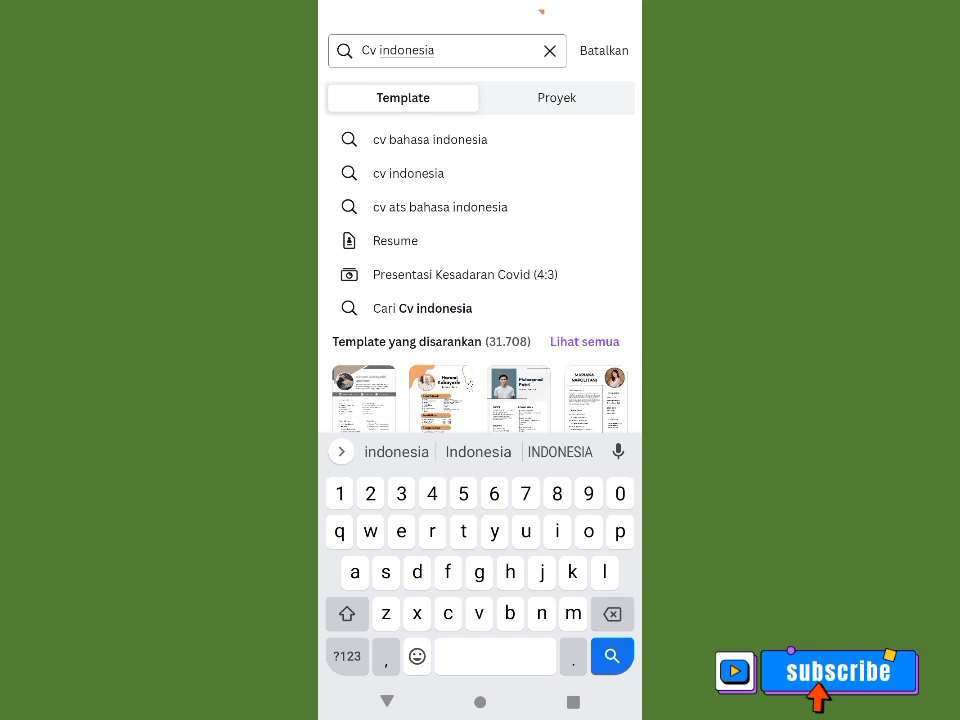 Cv indonesia
Batalkan
Template
Proyek
cv bahasa indonesia
cv indonesia
cv ats bahasa indonesia
Resume
Presentasi Kesadaran Covid (4:3)
Cari Cv indonesia
Template yang disarankan (31.708)
Lihat semua
MARIANA
NAPOLITANI
indonesia
Indonesia
INDONESIA
1 2 3 4 5 6 7 8 9 0
q w e r t y u i o p
a s d f g h j k l
z x c v b n m
?123 , .
subscribe